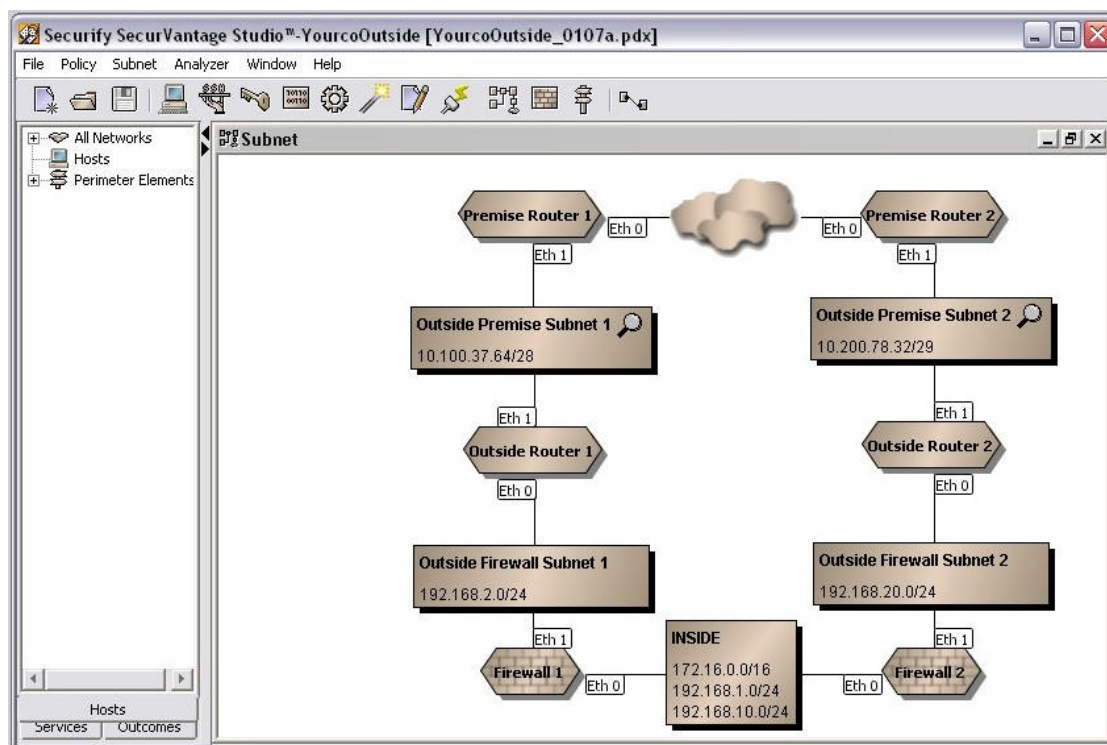 Securify SecurVantage Studio™-YourcoOutside [YourcoOutside_0107a.pdx]
File Policy Subnet Analyzer Window Help
All Networks
Hosts
Perimeter Elements
Subnet
Premise Router 1
Eth 0
Eth 0
Premise Router 2
Eth 1
Eth 1
Outside Premise Subnet 1
10.100.37.64/28
Outside Premise Subnet 2
10.200.78.32/29
Eth 1
Eth 1
Outside Router 1
Outside Router 2
Eth 0
Eth 0
Outside Firewall Subnet 1
192.168.2.0/24
Outside Firewall Subnet 2
192.168.20.0/24
Eth 1
Eth 1
Firewall 1
Eth 0
INSIDE
172.16.0.0/16
192.168.1.0/24
192.168.10.0/24
Eth 0
Firewall 2
Hosts
Services Outcomes